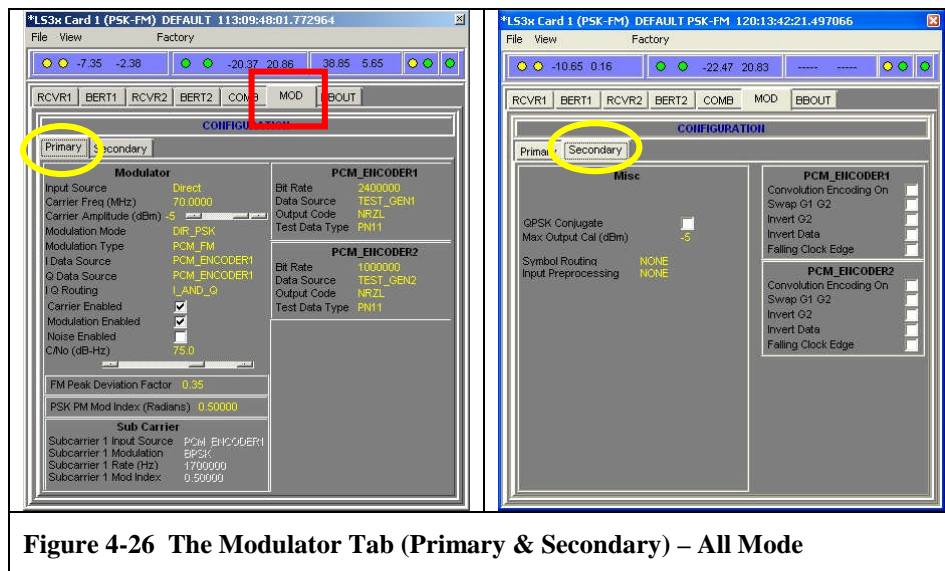 *LS3x Card 1 (PSK-FM) DEFAULT 113:09:48:01.772964
File View Factory
-7.35 -2.38 -20.37 20.86 38.85 5.65
RCVR1 BERT1 RCVR2 BERT2 COMB MOD BBOUT
CONFIGURATION
Primary Secondary
Modulator
Input Source Direct
Carrier Freq (MHz) 70.0000
Carrier Amplitude (dBm) -5
Modulation Mode DIR_PSK
Modulation Type PCM_FM
I Data Source PCM_ENCODER1
Q Data Source PCM_ENCODER1
I Q Routing I_AND_Q
Carrier Enabled
Modulation Enabled
Noise Enabled
C/No (dB-Hz) 75.0
FM Peak Deviation Factor 0.35
PSK PM Mod Index (Radians) 0.50000
Sub Carrier
Subcarrier 1 Input Source PCM_ENCODER1
Subcarrier 1 Modulation BPSK
Subcarrier 1 Rate (Hz) 1700000
Subcarrier 1 Mod Index 0.50000
PCM_ENCODER1
Bit Rate 2400000
Data Source TEST_GEN1
Output Code NRZL
Test Data Type PN11
PCM_ENCODER2
Bit Rate 1000000
Data Source TEST_GEN2
Output Code NRZL
Test Data Type PN11
*LS3x Card 1 (PSK-FM) DEFAULT PSK-FM 120:13:42:21.497066
File View Factory
-10.65 0.16 -22.47 20.83 ----- -----
RCVR1 BERT1 RCVR2 BERT2 COMB MOD BBOUT
CONFIGURATION
Primary Secondary
Misc
QPSK Conjugate
Max Output Cal (dBm) -5
Symbol Routing NONE
Input Preprocessing NONE
PCM_ENCODER1
Convolution Encoding On
Swap G1 G2
Invert G2
Invert Data
Falling Clock Edge
PCM_ENCODER2
Convolution Encoding On
Swap G1 G2
Invert G2
Invert Data
Falling Clock Edge
Figure 4-26 The Modulator Tab (Primary & Secondary) – All Mode